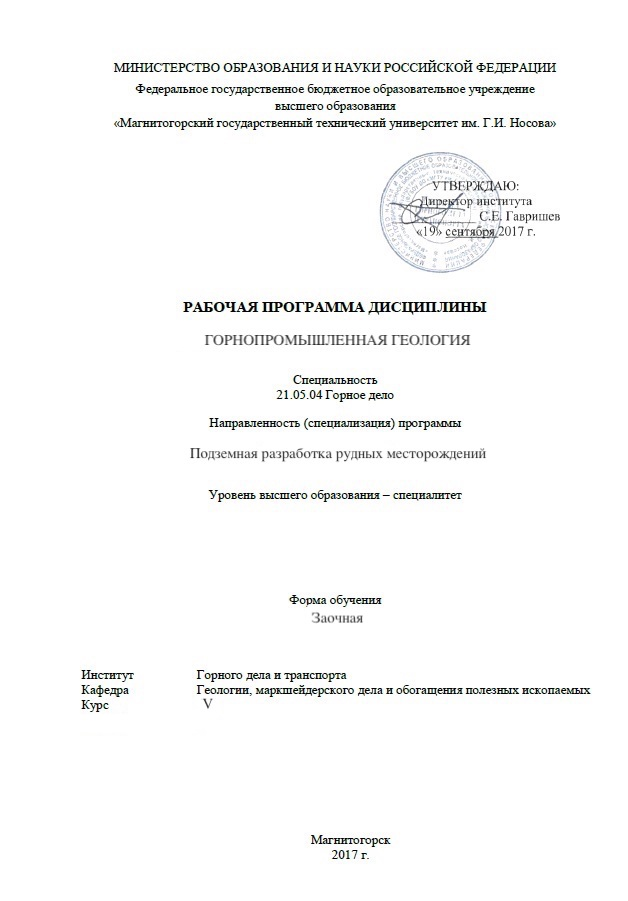 МИНИСТЕРСТВО ОБРАЗОВАНИЯ И НАУКИ РОССИЙСКОЙ ФЕДЕРАЦИИ
Федеральное государственное бюджетное образовательное учреждение
высшего образования
«Магнитогорский государственный технический университет им. Г.И. Носова»
УТВЕРЖДАЮ:
Директор института
С.Е. Гавришев
«19» сентября 2017 г.
РАБОЧАЯ ПРОГРАММА ДИСЦИПЛИНЫ
ГОРНОПРОМЫШЛЕННАЯ ГЕОЛОГИЯ
Специальность
21.05.04 Горное дело
Направленность (специализация) программы
Подземная разработка рудных месторождений
Уровень высшего образования – специалитет
Форма обучения
Заочная
Институт Горного дела и транспорта
Кафедра Геологии, маркшейдерского дела и обогащения полезных ископаемых
Курс V
Магнитогорск
2017 г.